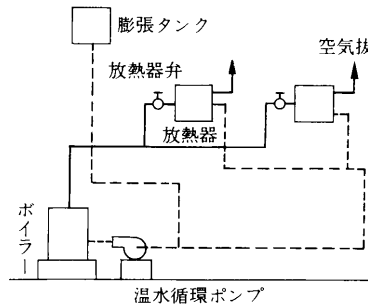 膨張タンク
空気抜
放熱器弁
放熱器
ボイラー
温水循環ポンプ